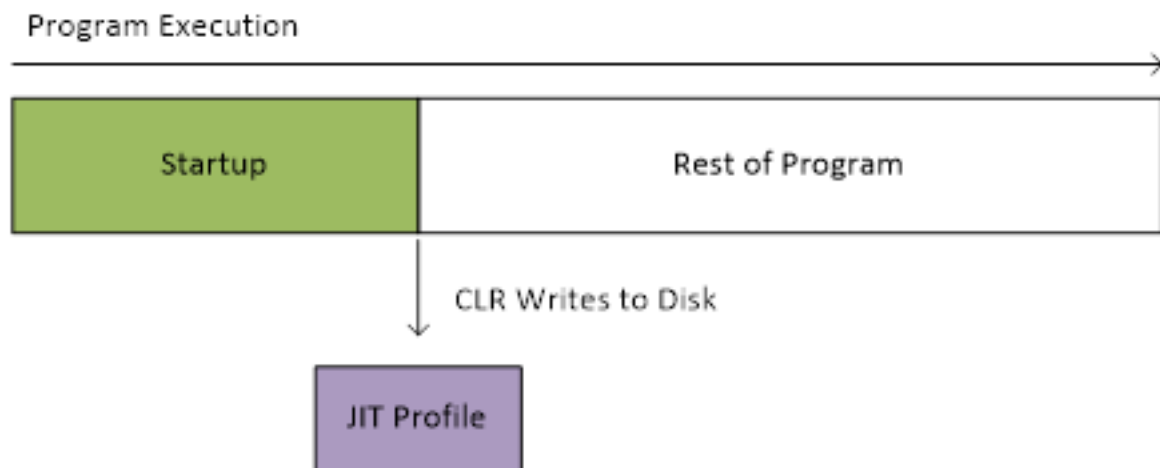 Program Execution
Startup
Rest of Program
CLR Writes to Disk
JIT Profile